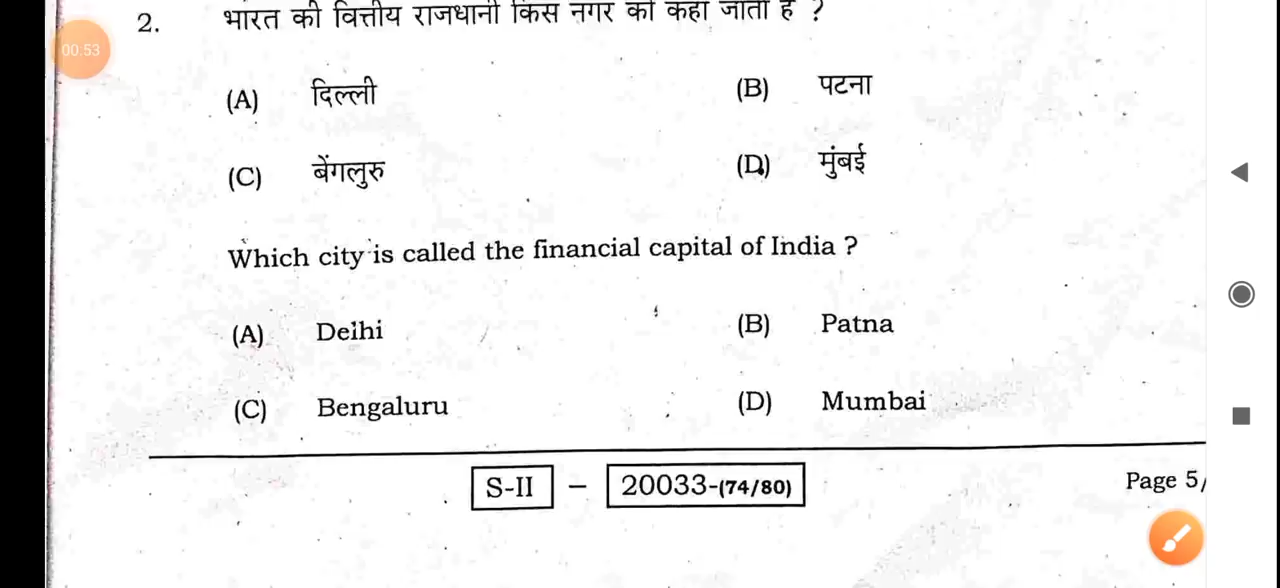 00:53
2. भारत की वित्तीय राजधानी किस नगर को कहा जाता है ?
(A) दिल्ली (B) पटना
(C) बेंगलुरु (D) मुंबई
Which city is called the financial capital of India ?
(A) Delhi (B) Patna
(C) Bengaluru (D) Mumbai
S-II – 20033-(74/80)
Page 5/